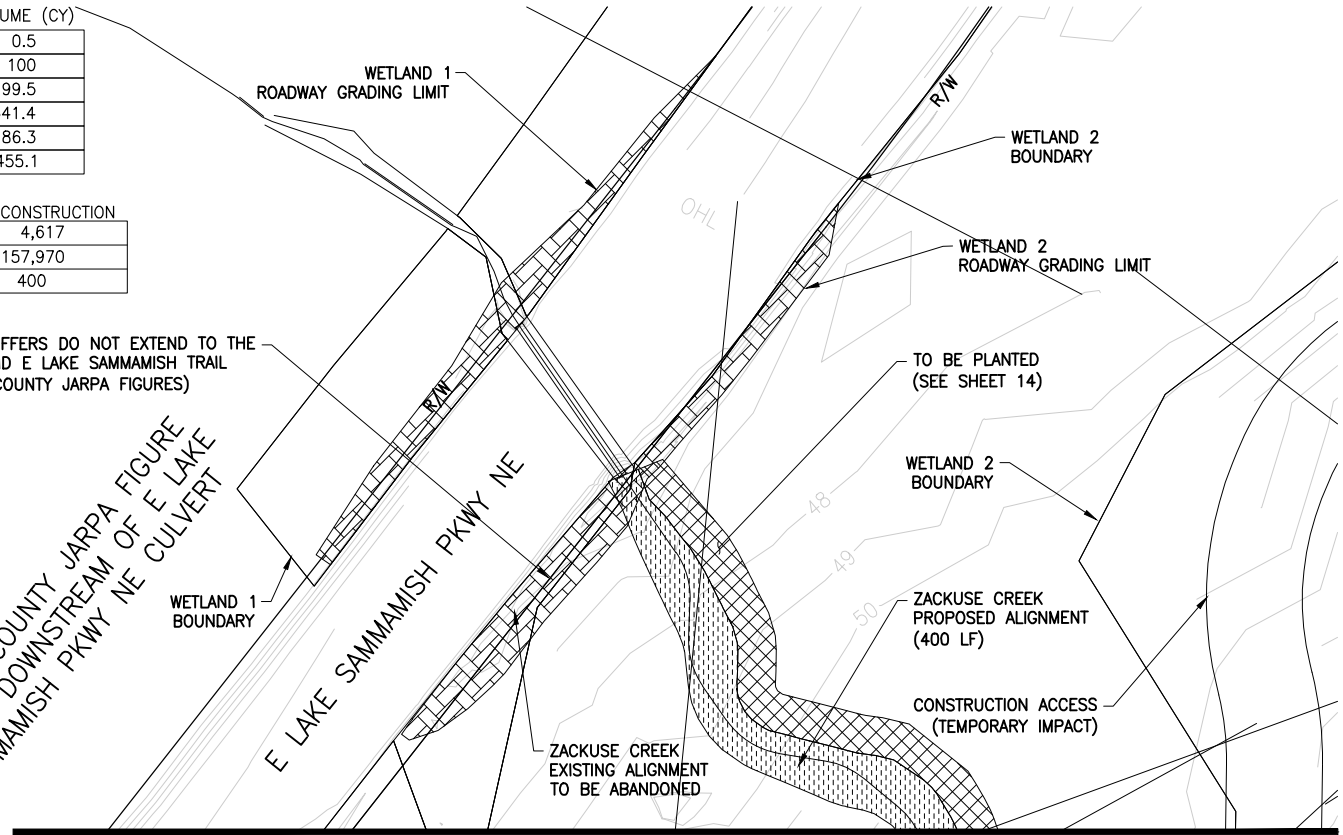 UME (CY)
0.5
100
99.5
41.4
86.3
455.1
CONSTRUCTION
4,617
157,970
400
WETLAND 1
ROADWAY GRADING LIMIT
R/W
WETLAND 2
BOUNDARY
OHL
WETLAND 2
ROADWAY GRADING LIMIT
FFERS DO NOT EXTEND TO THE
D E LAKE SAMMAMISH TRAIL
COUNTY JARPA FIGURES)
TO BE PLANTED
(SEE SHEET 14)
R/W
COUNTY JARPA FIGURE
DOWNSTREAM OF E LAKE
MAMISH PKWY NE CULVERT
E LAKE SAMMAMISH PKWY NE
WETLAND 2
BOUNDARY
48
49
50
WETLAND 1
BOUNDARY
ZACKUSE CREEK
PROPOSED ALIGNMENT
(400 LF)
CONSTRUCTION ACCESS
(TEMPORARY IMPACT)
ZACKUSE CREEK
EXISTING ALIGNMENT
TO BE ABANDONED